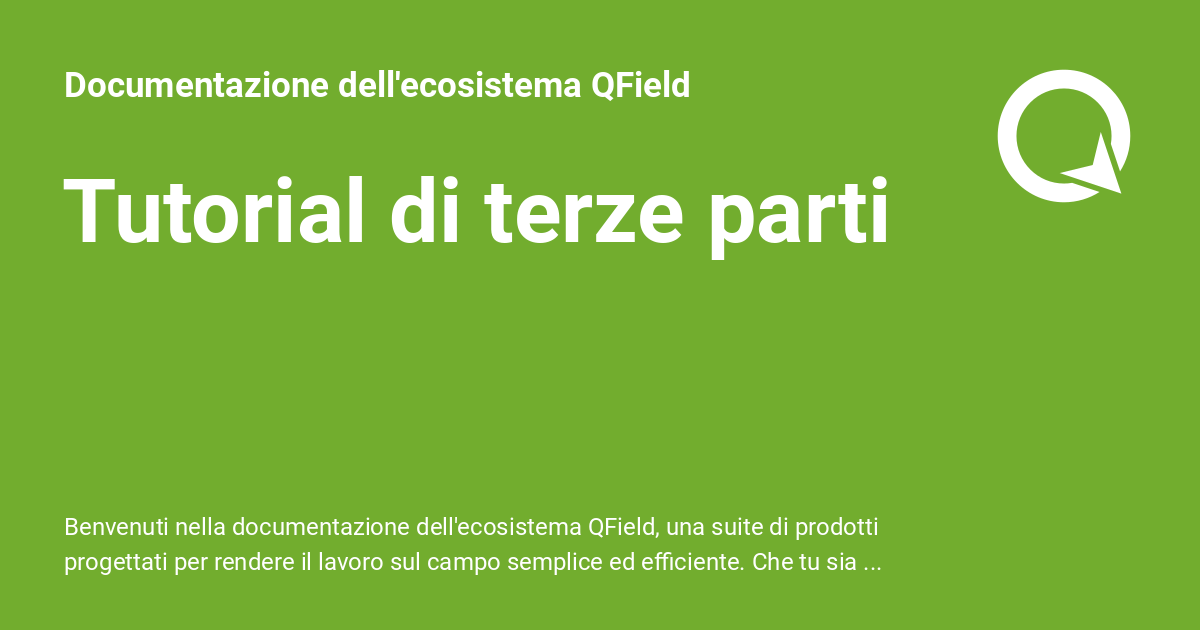 Documentazione dell'ecosistema QField
Tutorial di terze parti
Benvenuti nella documentazione dell'ecosistema QField, una suite di prodotti
progettati per rendere il lavoro sul campo semplice ed efficiente. Che tu sia ...